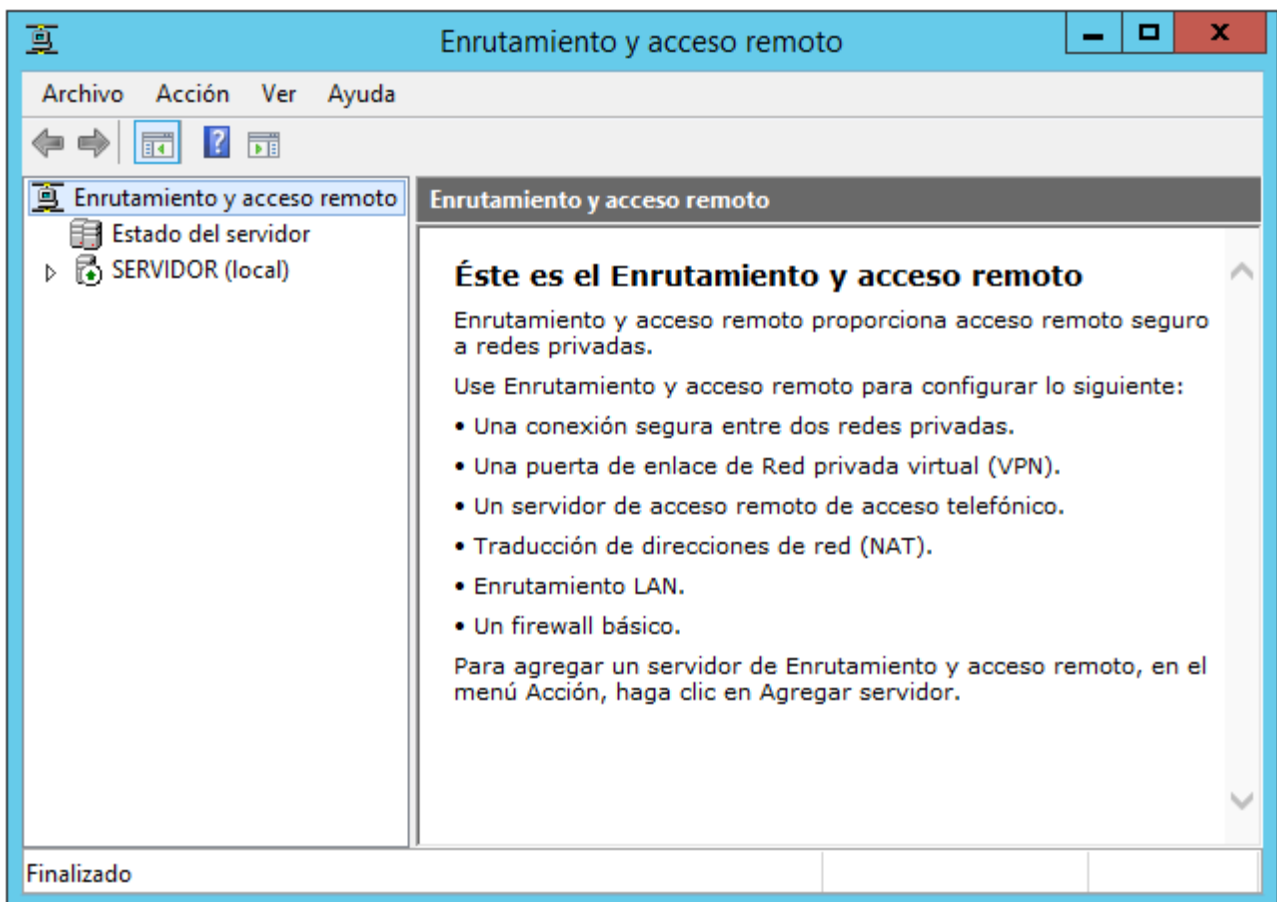 Enrutamiento y acceso remoto
Archivo Acción Ver Ayuda
Enrutamiento y acceso remoto
Estado del servidor
SERVIDOR (local)
Enrutamiento y acceso remoto
Éste es el Enrutamiento y acceso remoto
Enrutamiento y acceso remoto proporciona acceso remoto seguro
a redes privadas.
Use Enrutamiento y acceso remoto para configurar lo siguiente:
• Una conexión segura entre dos redes privadas.
• Una puerta de enlace de Red privada virtual (VPN).
• Un servidor de acceso remoto de acceso telefónico.
• Traducción de direcciones de red (NAT).
• Enrutamiento LAN.
• Un firewall básico.
Para agregar un servidor de Enrutamiento y acceso remoto, en el
menú Acción, haga clic en Agregar servidor.
Finalizado